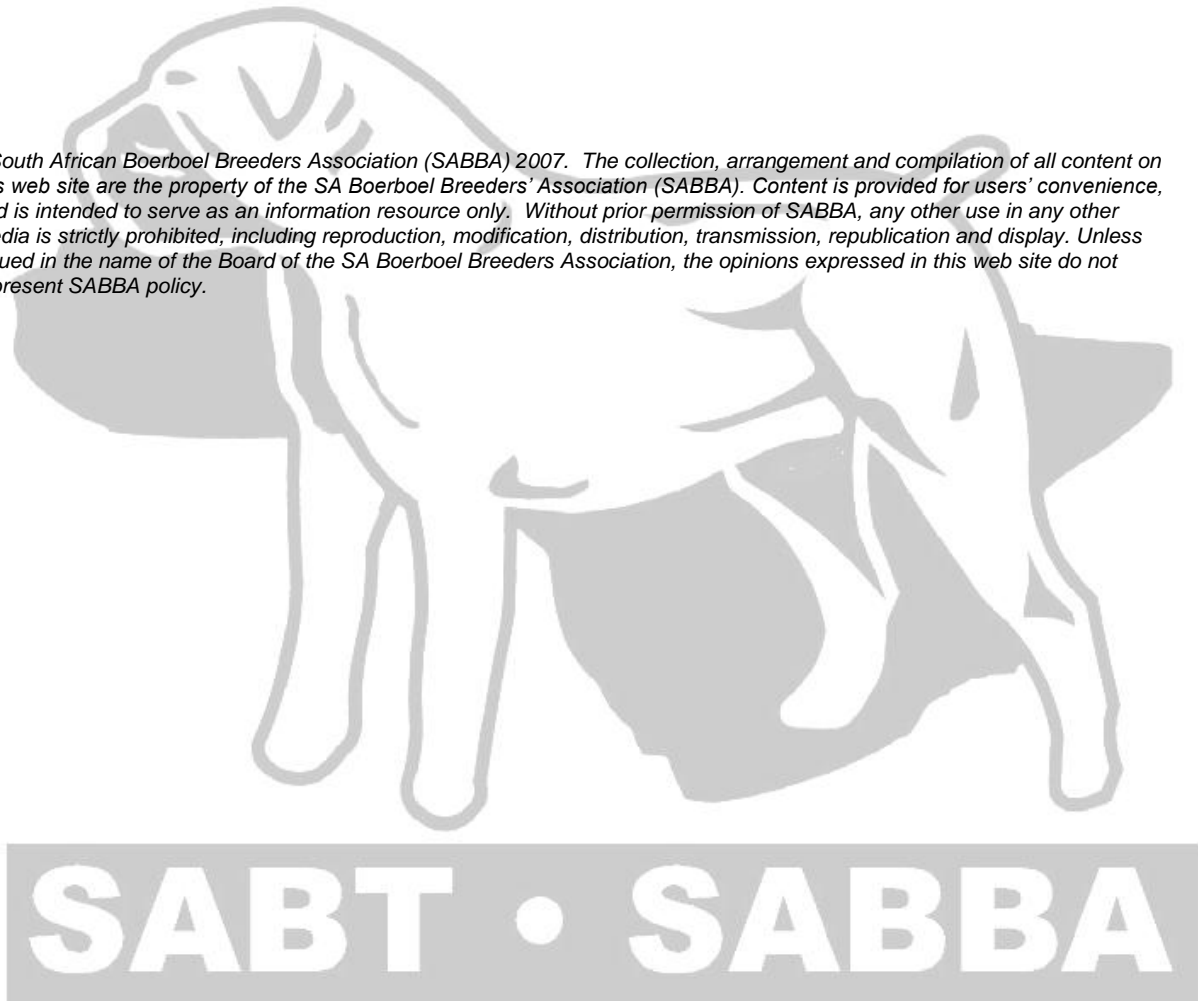 South African Boerboel Breeders Association (SABBA) 2007. The collection, arrangement and compilation of all content on
s web site are the property of the SA Boerboel Breeders' Association (SABBA). Content is provided for users' convenience,
d is intended to serve as an information resource only. Without prior permission of SABBA, any other use in any other
edia is strictly prohibited, including reproduction, modification, distribution, transmission, republication and display. Unless
ued in the name of the Board of the SA Boerboel Breeders Association, the opinions expressed in this web site do not
present SABBA policy.
SABT • SABBA